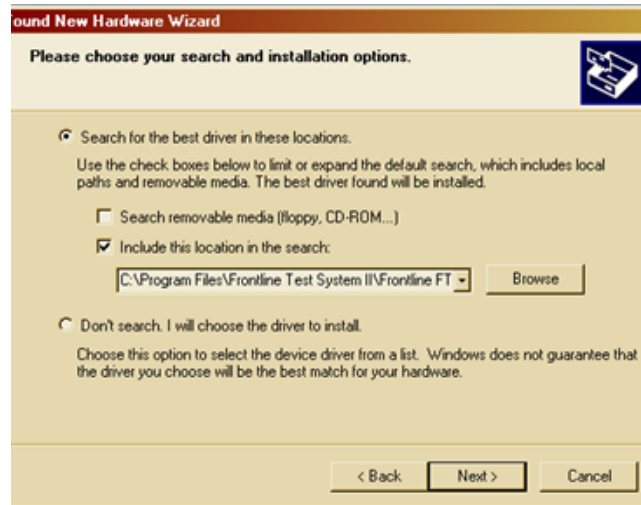 ound New Hardware Wizard
Please choose your search and installation options.
Search for the best driver in these locations.
Use the check boxes below to limit or expand the default search, which includes local
paths and removable media. The best driver found will be installed.
Search removable media (floppy, CD-ROM...)
Include this location in the search:
C:\Program Files\Frontline Test System II\Frontline FT
Browse
Don't search. I will choose the driver to install.
Choose this option to select the device driver from a list. Windows does not guarantee that
the driver you choose will be the best match for your hardware.
< Back
Next >
Cancel